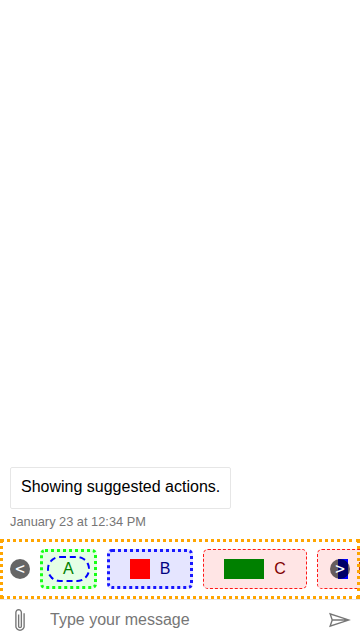 Showing suggested actions.
January 23 at 12:34 PM
< A B C >
Type your message